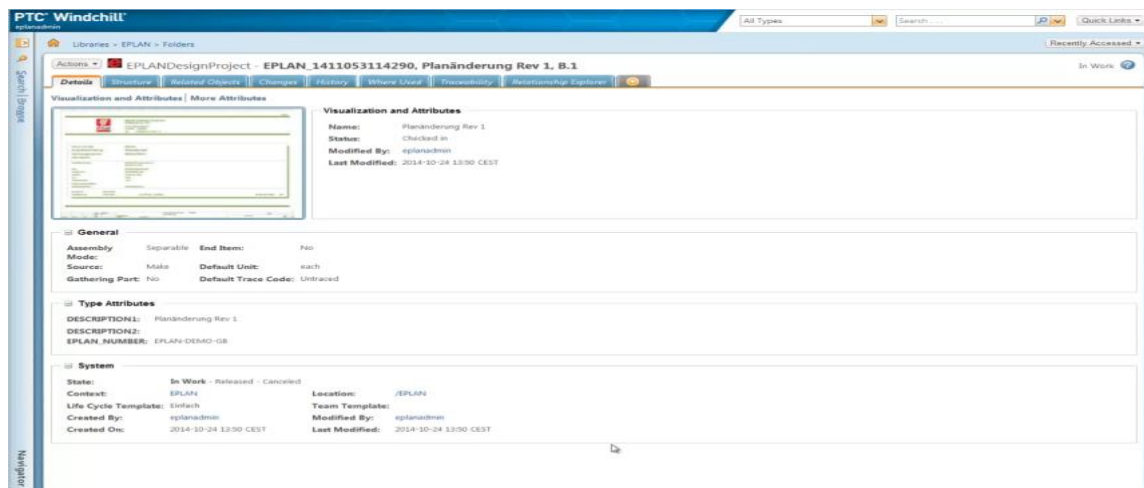 PTC® Windchill®
eplanadmin
All Types
Search . . .
Quick Links
Libraries > EPLAN > Folders
Recently Accessed
Actions
EPLANDesignProject - EPLAN_1411053114290, Planänderung Rev 1, B.1
In Work
Details Structure Related Objects Changes History Where Used Traceability Relationship Explorer
Search
Browse
Visualization and Attributes | More Attributes
Visualization and Attributes
Name: Planänderung Rev 1
Status: Checked in
Modified By: eplanadmin
Last Modified: 2014-10-24 13:50 CEST
General
Assembly Mode: Separable End Item: No
Source: Make Default Unit: each
Gathering Part: No Default Trace Code: Untraced
Type Attributes
DESCRIPTION1: Planänderung Rev 1
DESCRIPTION2:
EPLAN_NUMBER: EPLAN-DEMO-GB
System
State: In Work - Released - Canceled
Context: EPLAN Location: /EPLAN
Life Cycle Template: Einfach Team Template:
Created By: eplanadmin Modified By: eplanadmin
Created On: 2014-10-24 13:50 CEST Last Modified: 2014-10-24 13:50 CEST
Navigator